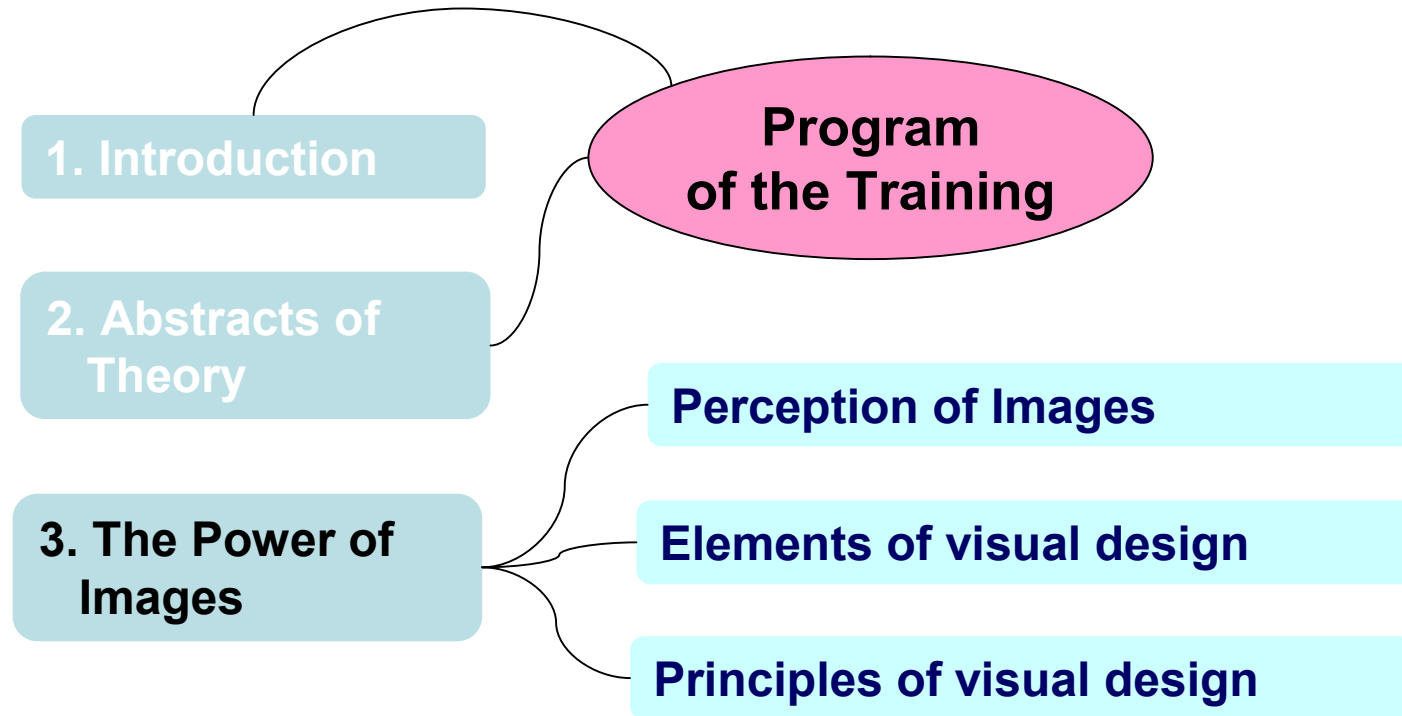 Program
of the Training
1. Introduction
2. Abstracts of
Theory
3. The Power of
Images
Perception of Images
Elements of visual design
Principles of visual design